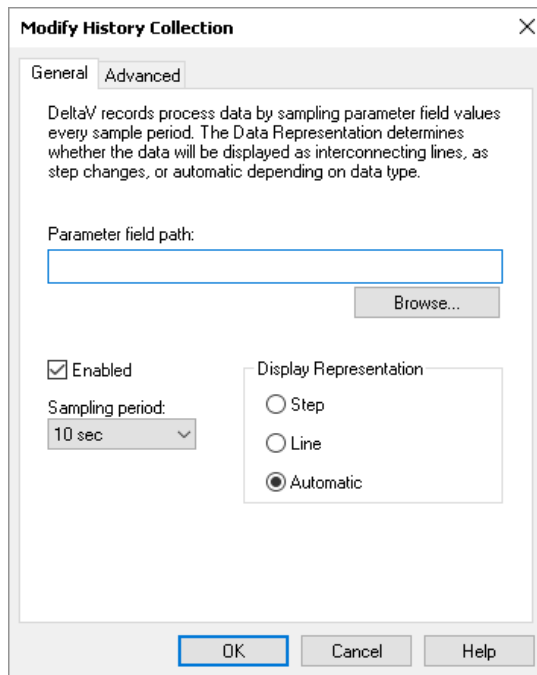 Modify History Collection
General
Advanced
DeltaV records process data by sampling parameter field values
every sample period. The Data Representation determines
whether the data will be displayed as interconnecting lines, as
step changes, or automatic depending on data type.
Parameter field path:
Browse...
Enabled
Display Representation
Sampling period:
10 sec
Step
Line
Automatic
OK
Cancel
Help